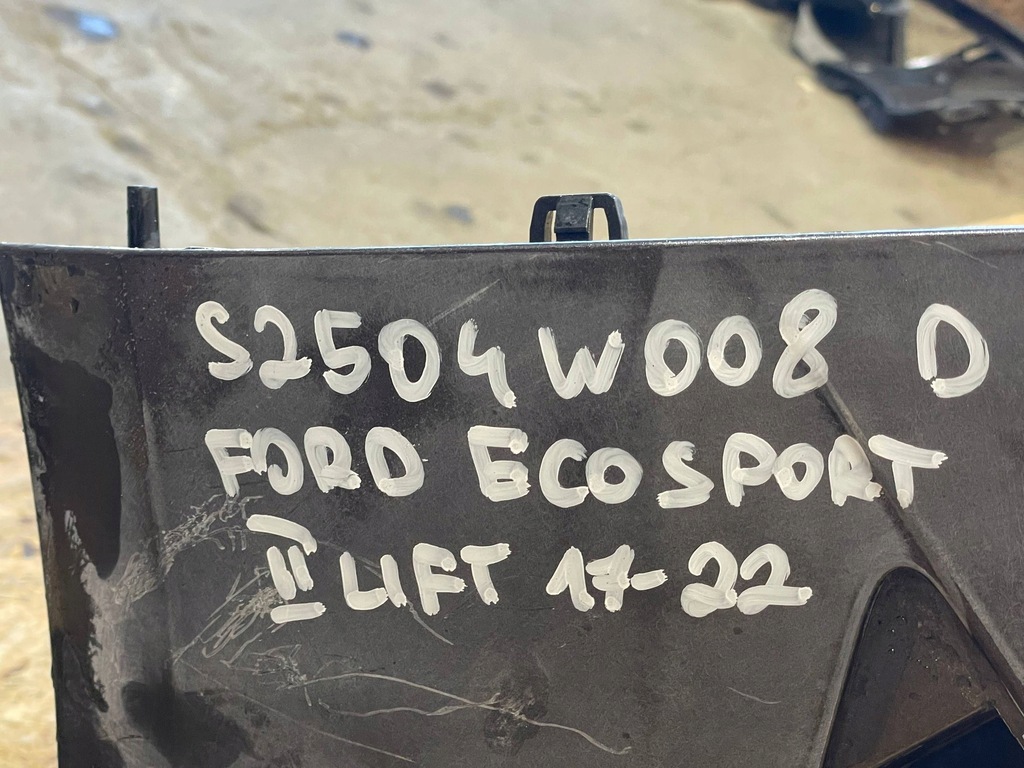 S2504W008 D
FORD ECOSPORT
II LIFT 17-22